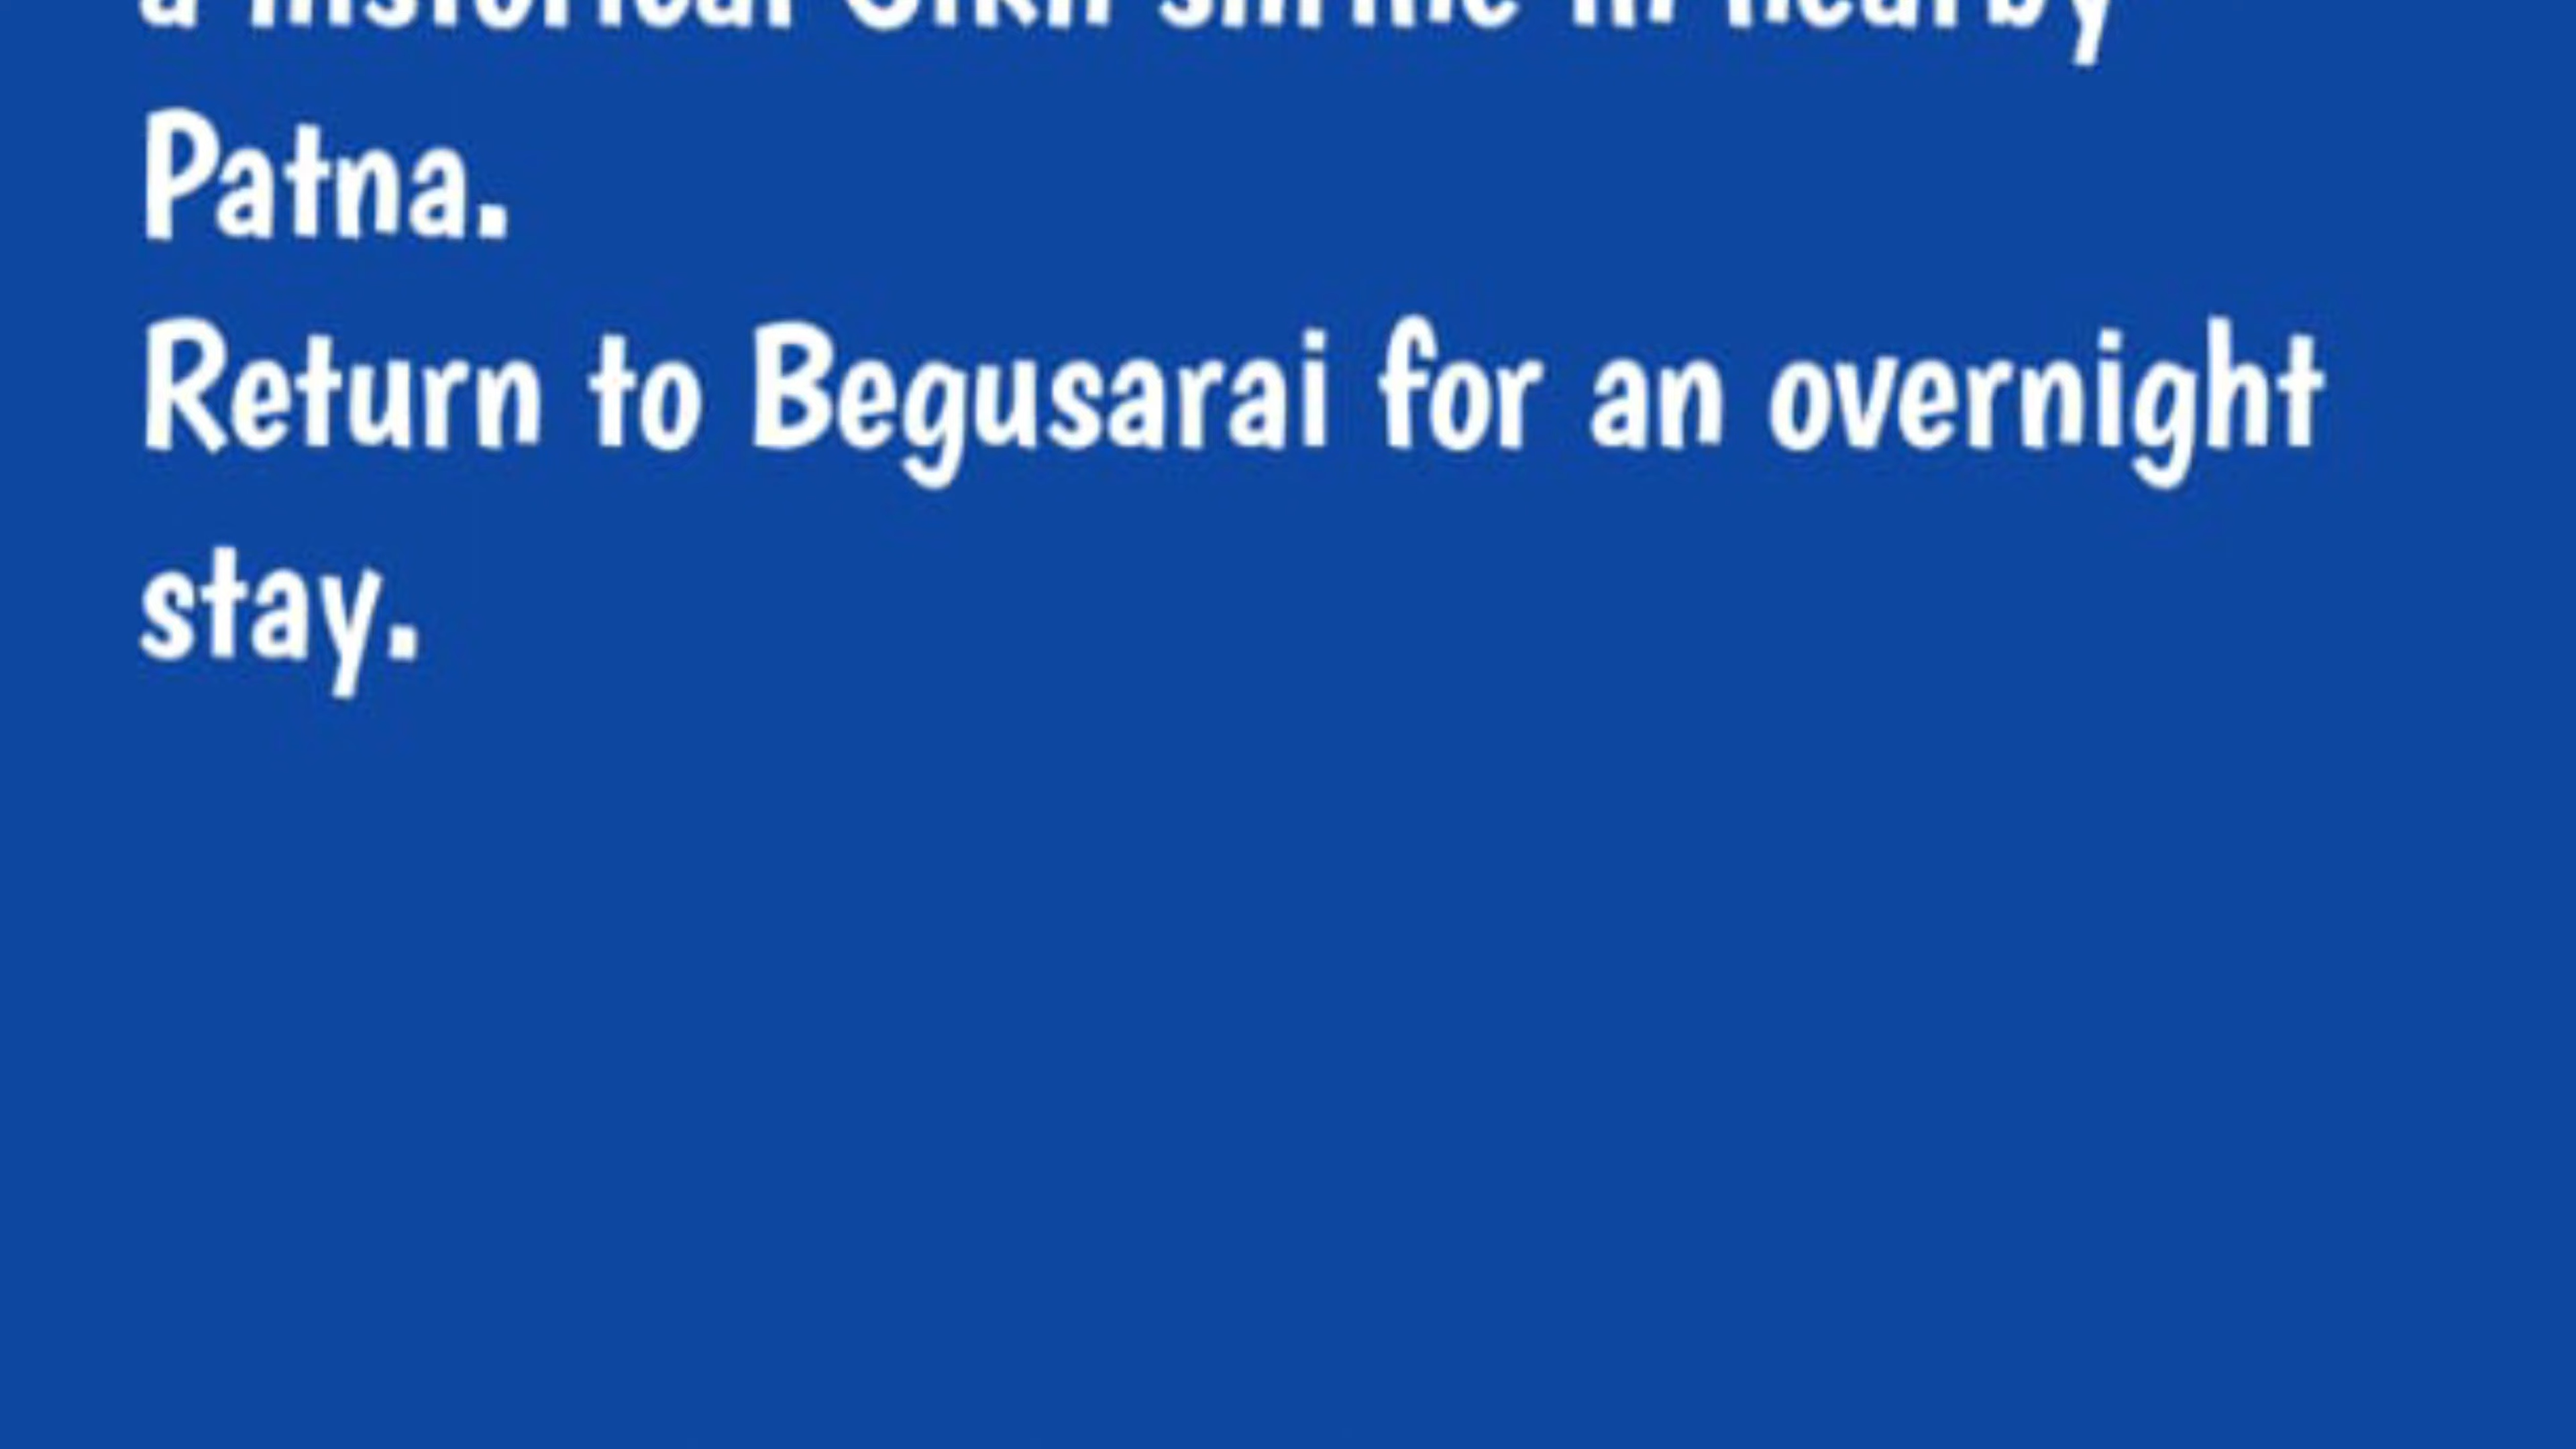 a historical Sikh shrine in nearby
Patna.
Return to Begusarai for an overnight
stay.